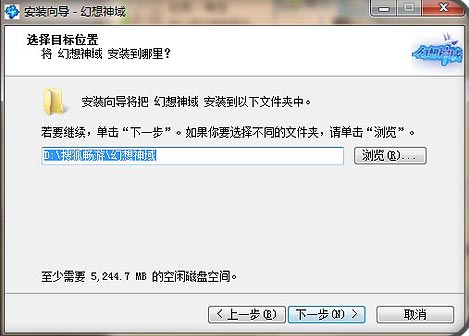 安装向导 - 幻想神域
选择目标位置
将 幻想神域 安装到哪里？
幻想神域
安装向导将把 幻想神域 安装到以下文件夹中。
若要继续，单击“下一步”。如果你要选择不同的文件夹，请单击“浏览”。
D:\搜狐畅游\幻想神域
浏览(R)...
至少需要 5,244.7 MB 的空闲磁盘空间。
< 上一步(B)
下一步(N) >
取消